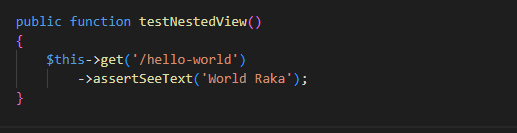 public function testNestedView()
{
    $this->get('/hello-world')
        ->assertSeeText('World Raka');
}